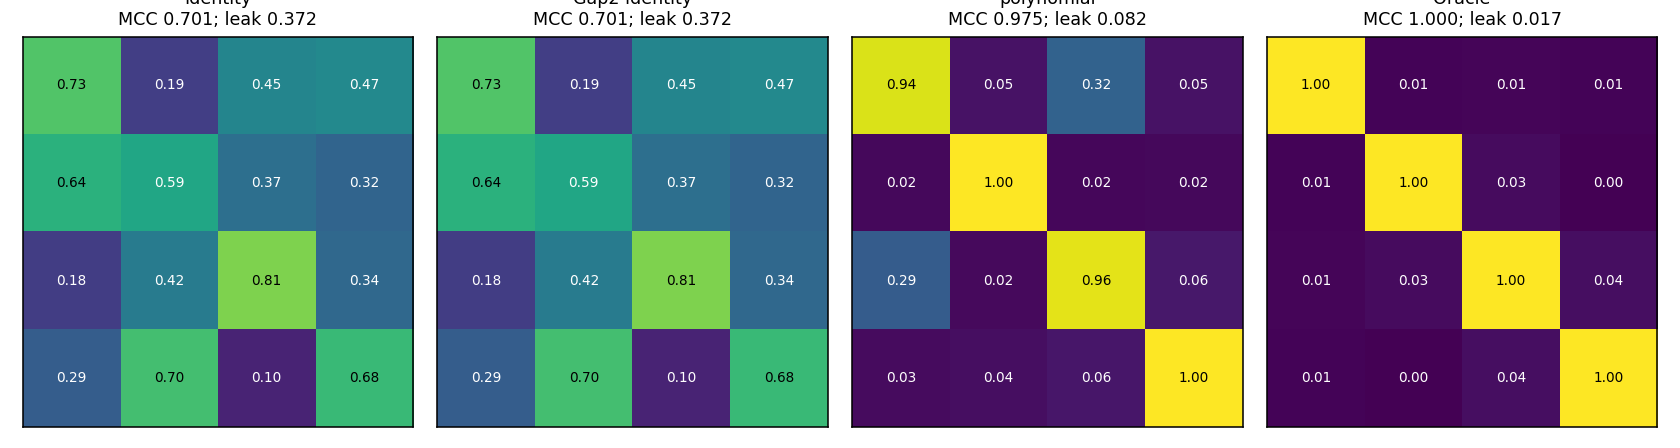 identity
Gap2 identity
polynomial
Oracle
MCC 0.701; leak 0.372
MCC 0.701; leak 0.372
MCC 0.975; leak 0.082
MCC 1.000; leak 0.017
0.73 0.19 0.45 0.47
0.64 0.59 0.37 0.32
0.18 0.42 0.81 0.34
0.29 0.70 0.10 0.68
0.73 0.19 0.45 0.47
0.64 0.59 0.37 0.32
0.18 0.42 0.81 0.34
0.29 0.70 0.10 0.68
0.94 0.05 0.32 0.05
0.02 1.00 0.02 0.02
0.29 0.02 0.96 0.06
0.03 0.04 0.06 1.00
1.00 0.01 0.01 0.01
0.01 1.00 0.03 0.00
0.01 0.03 1.00 0.04
0.01 0.00 0.04 1.00